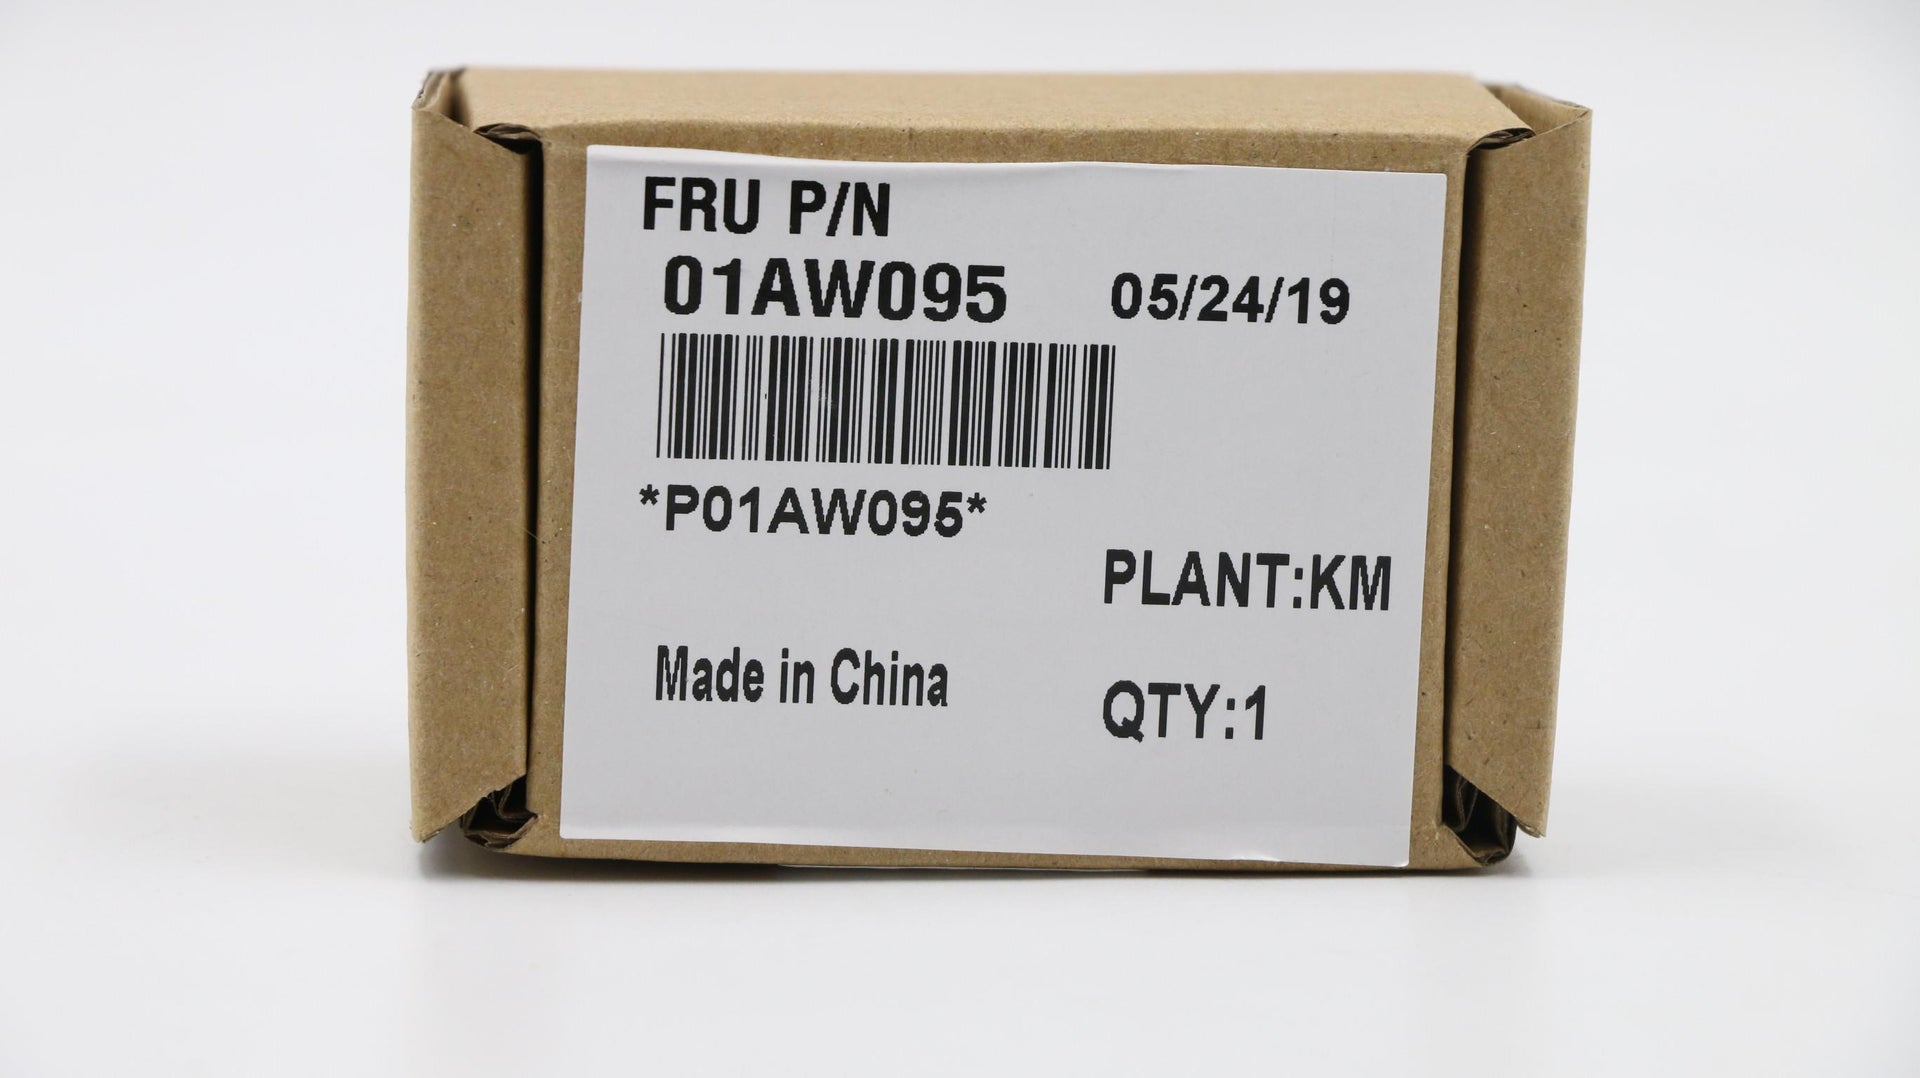 FRU P/N
01AW095 05/24/19
*P01AW095*
PLANT:KM
Made in China
QTY:1